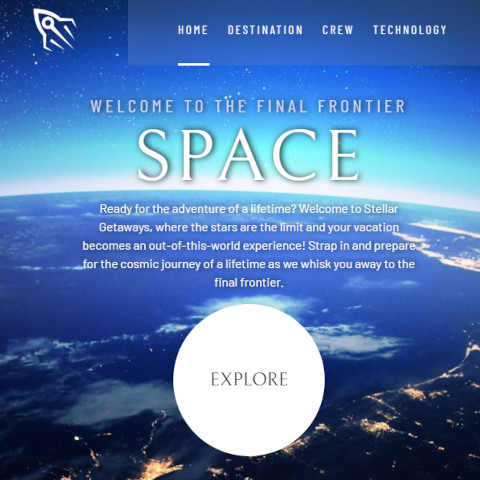 HOME DESTINATION CREW TECHNOLOGY
WELCOME TO THE FINAL FRONTIER
SPACE
Ready for the adventure of a lifetime? Welcome to Stellar
Getaways, where the stars are the limit and your vacation
becomes an out-of-this-world experience! Strap in and prepare
for the cosmic journey of a lifetime as we whisk you away to the
final frontier.
EXPLORE